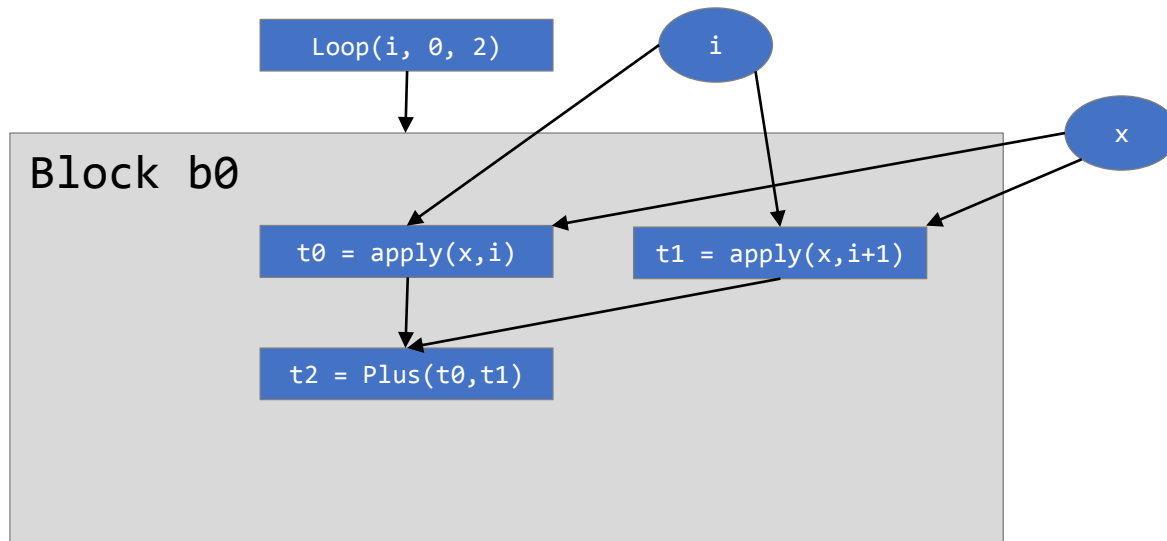 Loop(i, 0, 2)
i
x
Block b0
t0 = apply(x,i)
t1 = apply(x,i+1)
t2 = Plus(t0,t1)